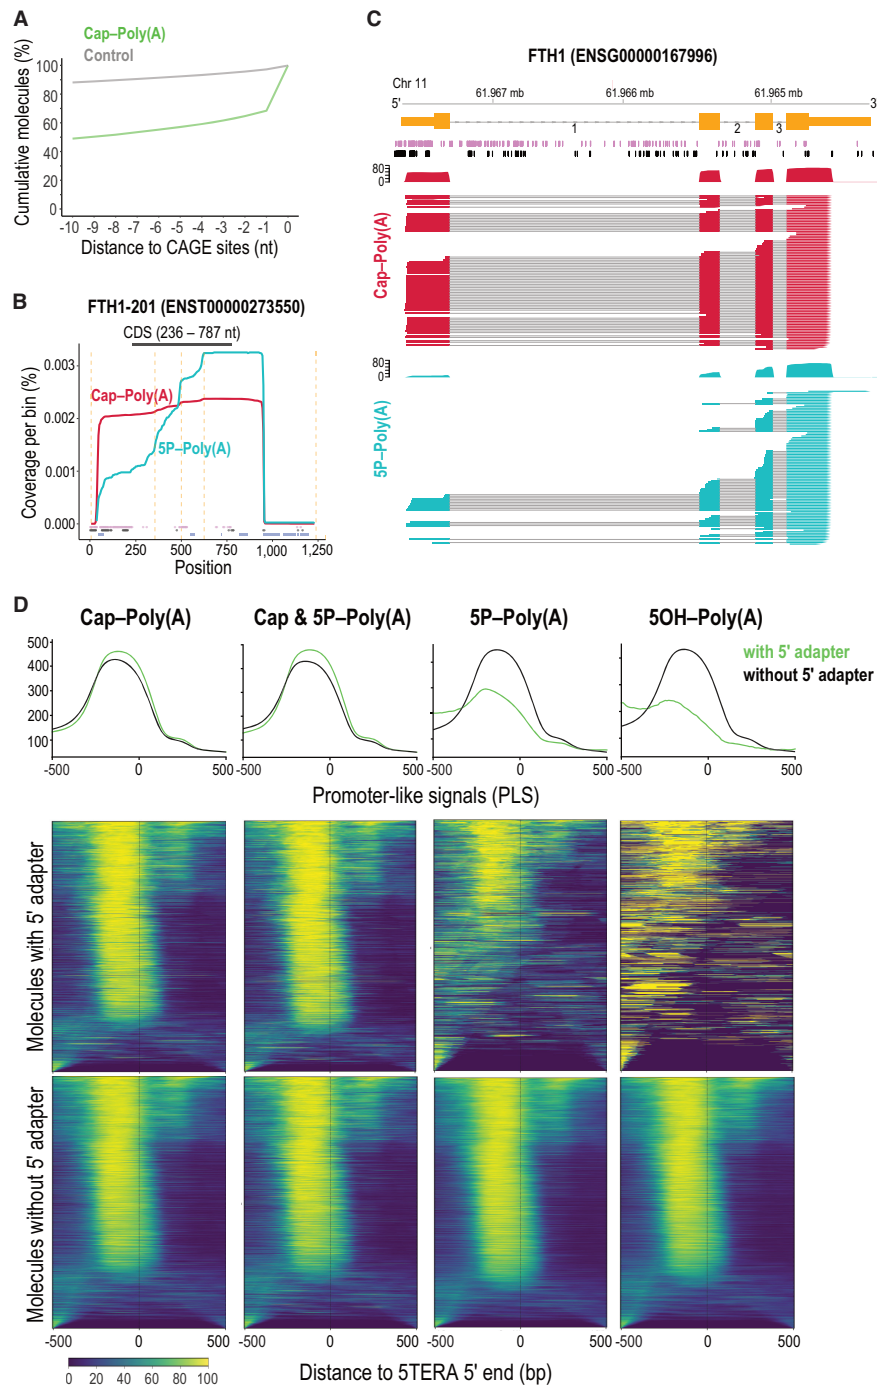 A
Cap–Poly(A)
Control
Cumulative molecules (%)
100
80
60
40
20
0
-10 -9 -8 -7 -6 -5 -4 -3 -2 -1 0
Distance to CAGE sites (nt)
B
FTH1-201 (ENST00000273550)
CDS (236 – 787 nt)
Coverage per bin (%)
0.003
0.002
0.001
0.000
Cap–Poly(A)
5P–Poly(A)
0 250 500 750 1,000 1,250
Position
C
FTH1 (ENSG00000167996)
Chr 11
61.967 mb 61.966 mb 61.965 mb
5' 3
1 2 3
80
0
Cap–Poly(A)
80
0
5P–Poly(A)
D
Cap–Poly(A) Cap & 5P–Poly(A) 5P–Poly(A) 5OH–Poly(A)
with 5' adapter
without 5' adapter
500
400
300
200
100
-500 0 500 -500 0 500 -500 0 500 -500 0 500
Promoter-like signals (PLS)
Molecules with 5' adapter
Molecules without 5' adapter
-500 0 500 -500 0 500 -500 0 500 -500 0 500
0 20 40 60 80 100
Distance to 5TERA 5' end (bp)